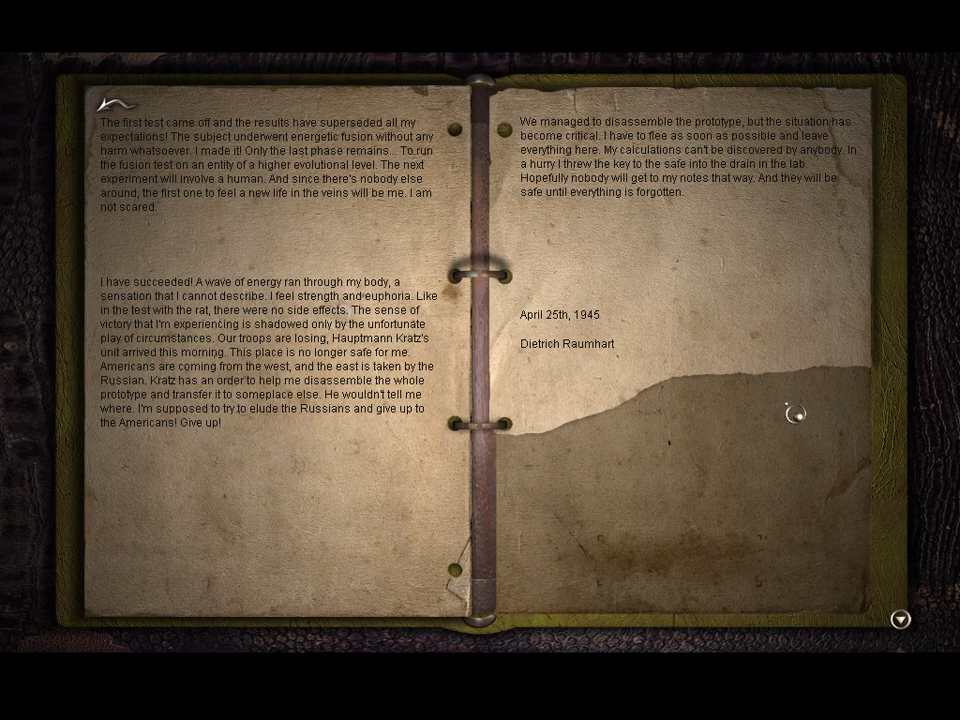 The first test came off and the results have superseded all my
expectations! The subject underwent energetic fusion without any
harm whatsoever. I made it! Only the last phase remains... To run
the fusion test on an entity of a higher evolutional level. The next
experiment will involve a human. And since there's nobody else
around, the first one to feel a new life in the veins will be me. I am
not scared.
I have succeeded! A wave of energy ran through my body, a
sensation that I cannot describe. I feel strength and euphoria. Like
in the test with the rat, there were no side effects. The sense of
victory that I'm experiencing is shadowed only by the unfortunate
play of circumstances. Our troops are losing, Hauptmann Kratz's
unit arrived this morning. This place is no longer safe for me.
Americans are coming from the west, and the east is taken by the
Russian. Kratz has an order to help me disassemble the whole
prototype and transfer it to someplace else. He wouldn't tell me
where. I'm supposed to try to elude the Russians and give up to
the Americans! Give up!
We managed to disassemble the prototype, but the situation has
become critical. I have to flee as soon as possible and leave
everything here. My calculations can't be discovered by anybody. In
a hurry I threw the key to the safe into the drain in the lab.
Hopefully nobody will get to my notes that way. And they will be
safe until everything is forgotten.
April 25th, 1945
Dietrich Raumhart